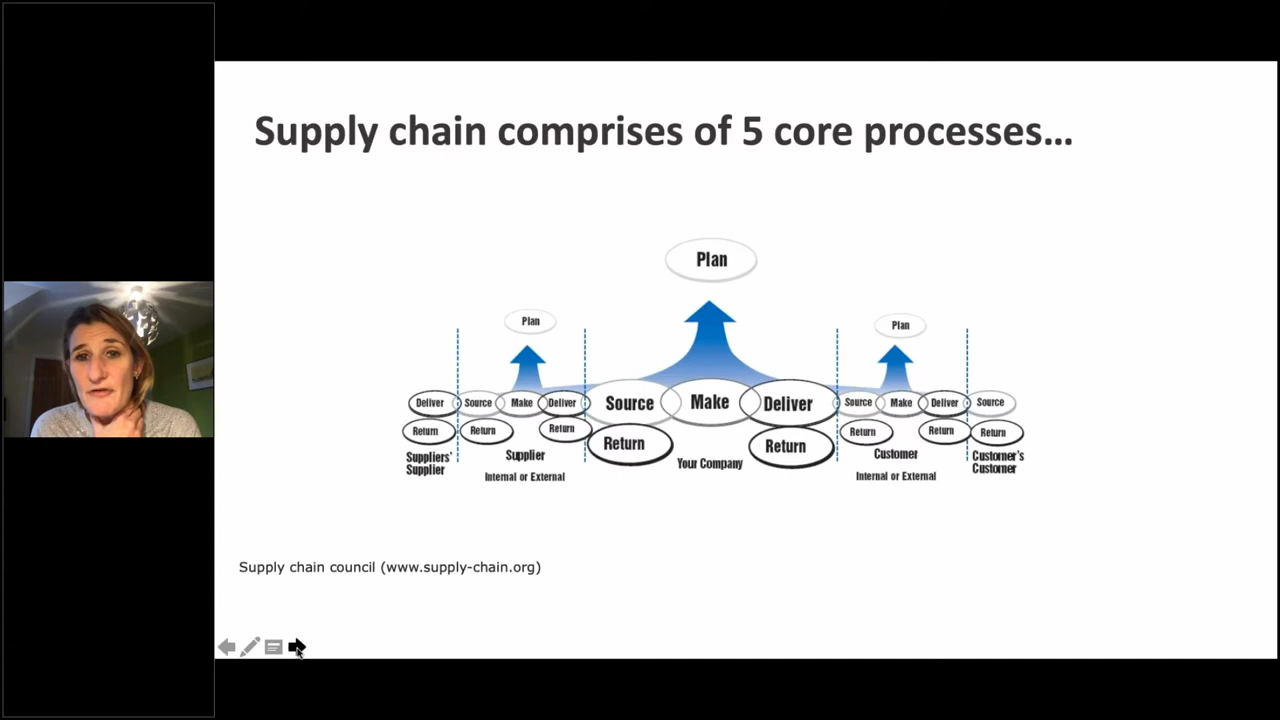 Supply chain comprises of 5 core processes...
Plan
Plan
Plan
Deliver
Source
Make
Deliver
Source
Make
Deliver
Source
Make
Deliver
Source
Return
Return
Return
Return
Return
Return
Return
Return
Suppliers'
Supplier
Supplier
Internal or External
Your Company
Customer
Internal or External
Customer's
Customer
Supply chain council (www.supply-chain.org)